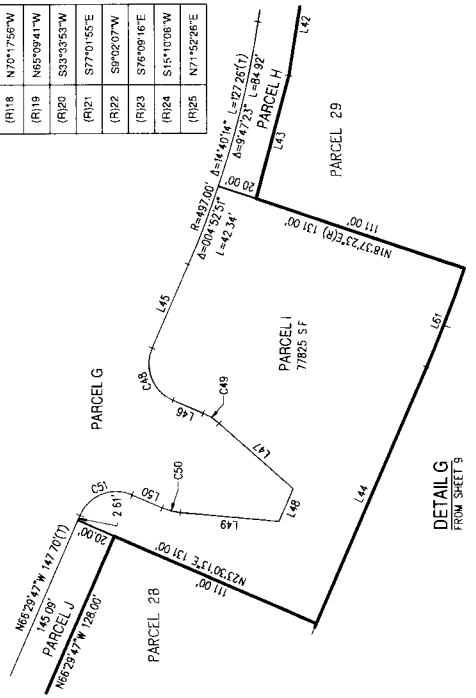 (R)18 N70°17'56"W
(R)19 N65°09'41"W
(R)20 S33°33'53"W
(R)21 S77°01'55"E
(R)22 S9°02'07"W
(R)23 S76°09'16"E
(R)24 S15°10'08"W
(R)25 N71°52'26"E
N66°29'47"W 147.70'(T)
145.09'
PARCEL J
N66°29'47"W 128.00'
20.00'
2.61'
C51
L50
C50
L49
L48
L47
C49
L46
C48
L45
PARCEL G
R=497.00'
Δ=004°52'51"
L=42.34'
Δ=14°40'14" L=127.26'(T)
Δ=9°47'23" L=84.92'
20.00'
PARCEL H
L43
L42
PARCEL 29
N18°37'23"E(R) 131.00'
111.00'
PARCEL I
77825 S.F.
N23°30'13"E 131.00'
111.00'
PARCEL 28
L44
L61
DETAIL G
FROM SHEET 9